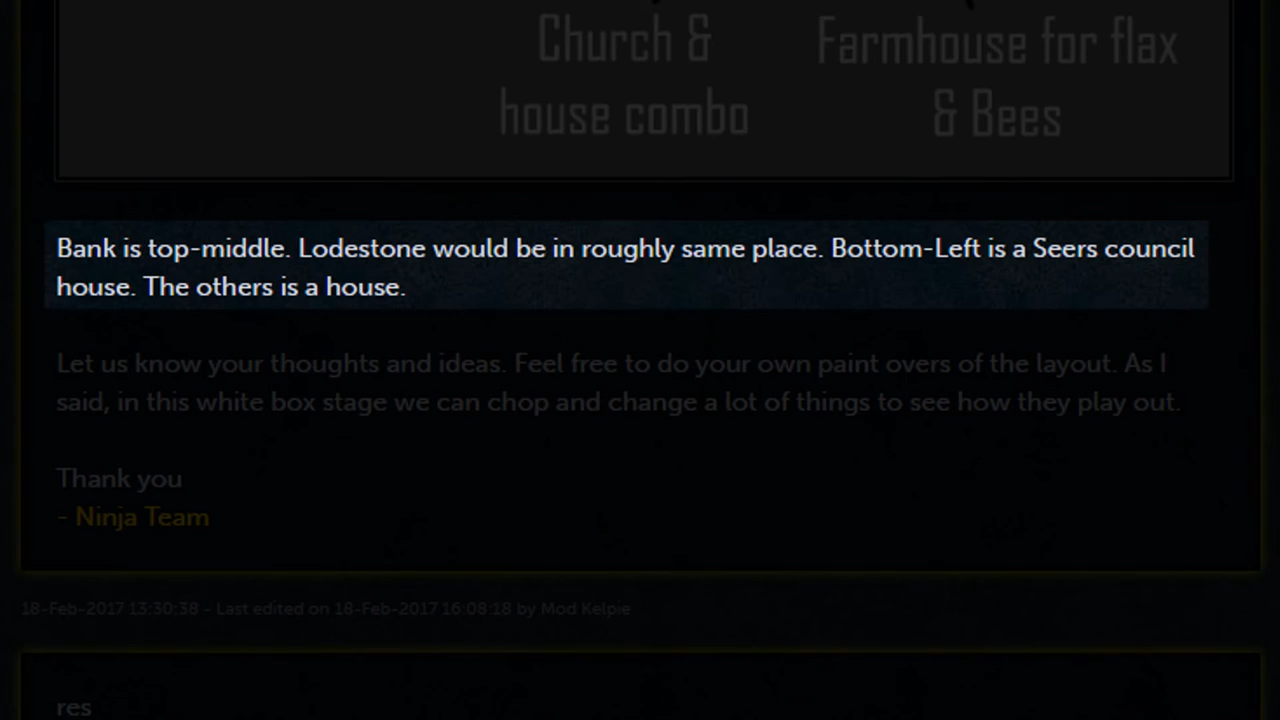 Church &
house combo
Farmhouse for flax
& Bees
Bank is top-middle. Lodestone would be in roughly same place. Bottom-Left is a Seers council
house. The others is a house.
Let us know your thoughts and ideas. Feel free to do your own paint overs of the layout. As I
said, in this white box stage we can chop and change a lot of things to see how they play out.
Thank you
- Ninja Team
18-Feb-2017 13:30:38 - Last edited on 18-Feb-2017 16:08:18 by Mod Kelpie
res